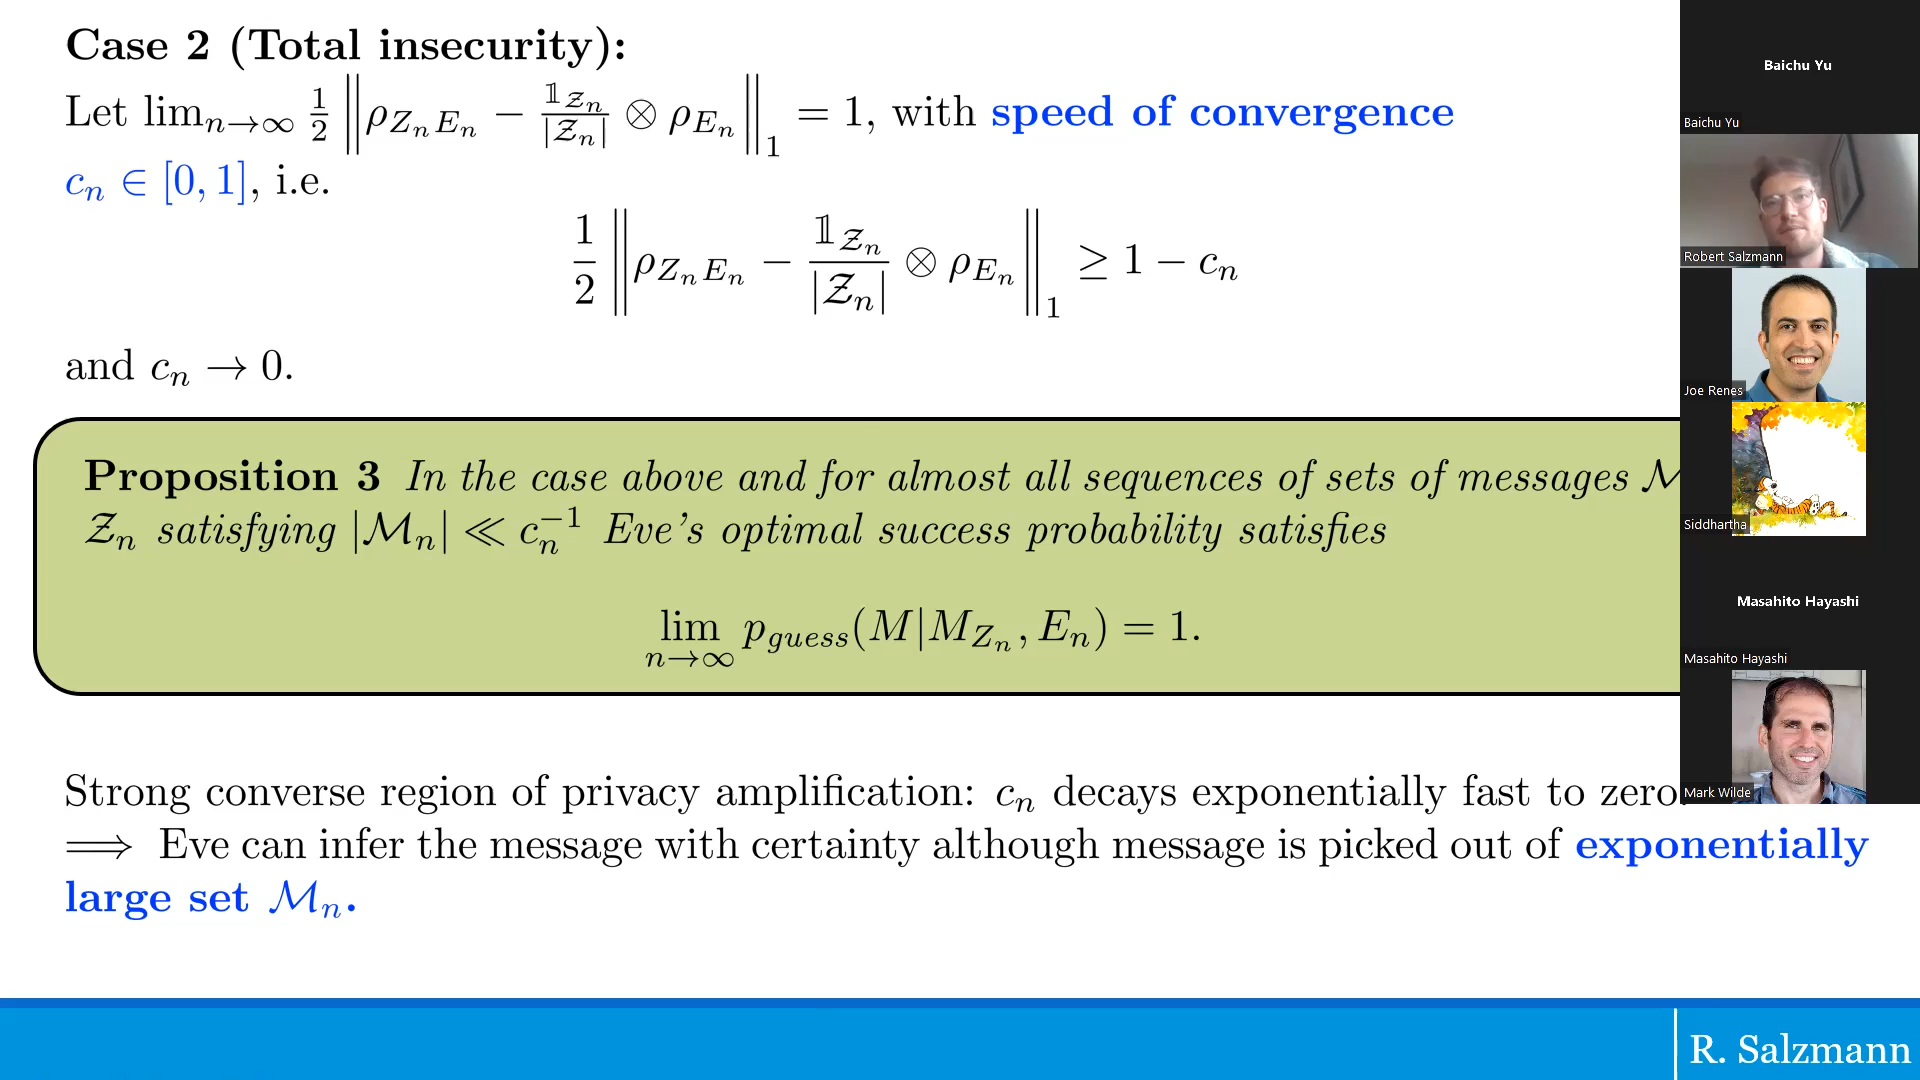 Case 2 (Total insecurity):
Let lim_{n→∞} 1/2 ‖ρ_{Z_n E_n} − 𝟙_{𝒵_n}/|𝒵_n| ⊗ ρ_{E_n}‖_1 = 1, with speed of convergence
c_n ∈ [0, 1], i.e.
1/2 ‖ρ_{Z_n E_n} − 𝟙_{𝒵_n}/|𝒵_n| ⊗ ρ_{E_n}‖_1 ≥ 1 − c_n
and c_n → 0.
Proposition 3 In the case above and for almost all sequences of sets of messages ℳ
𝒵_n satisfying |ℳ_n| ≪ c_n^{−1} Eve's optimal success probability satisfies
lim_{n→∞} p_{guess}(M|M_{Z_n}, E_n) = 1.
Strong converse region of privacy amplification: c_n decays exponentially fast to zero.
⟹ Eve can infer the message with certainty although message is picked out of exponentially
large set ℳ_n.
R. Salzmann
Baichu Yu
Baichu Yu
Robert Salzmann
Joe Renes
Siddhartha
Masahito Hayashi
Masahito Hayashi
Mark Wilde